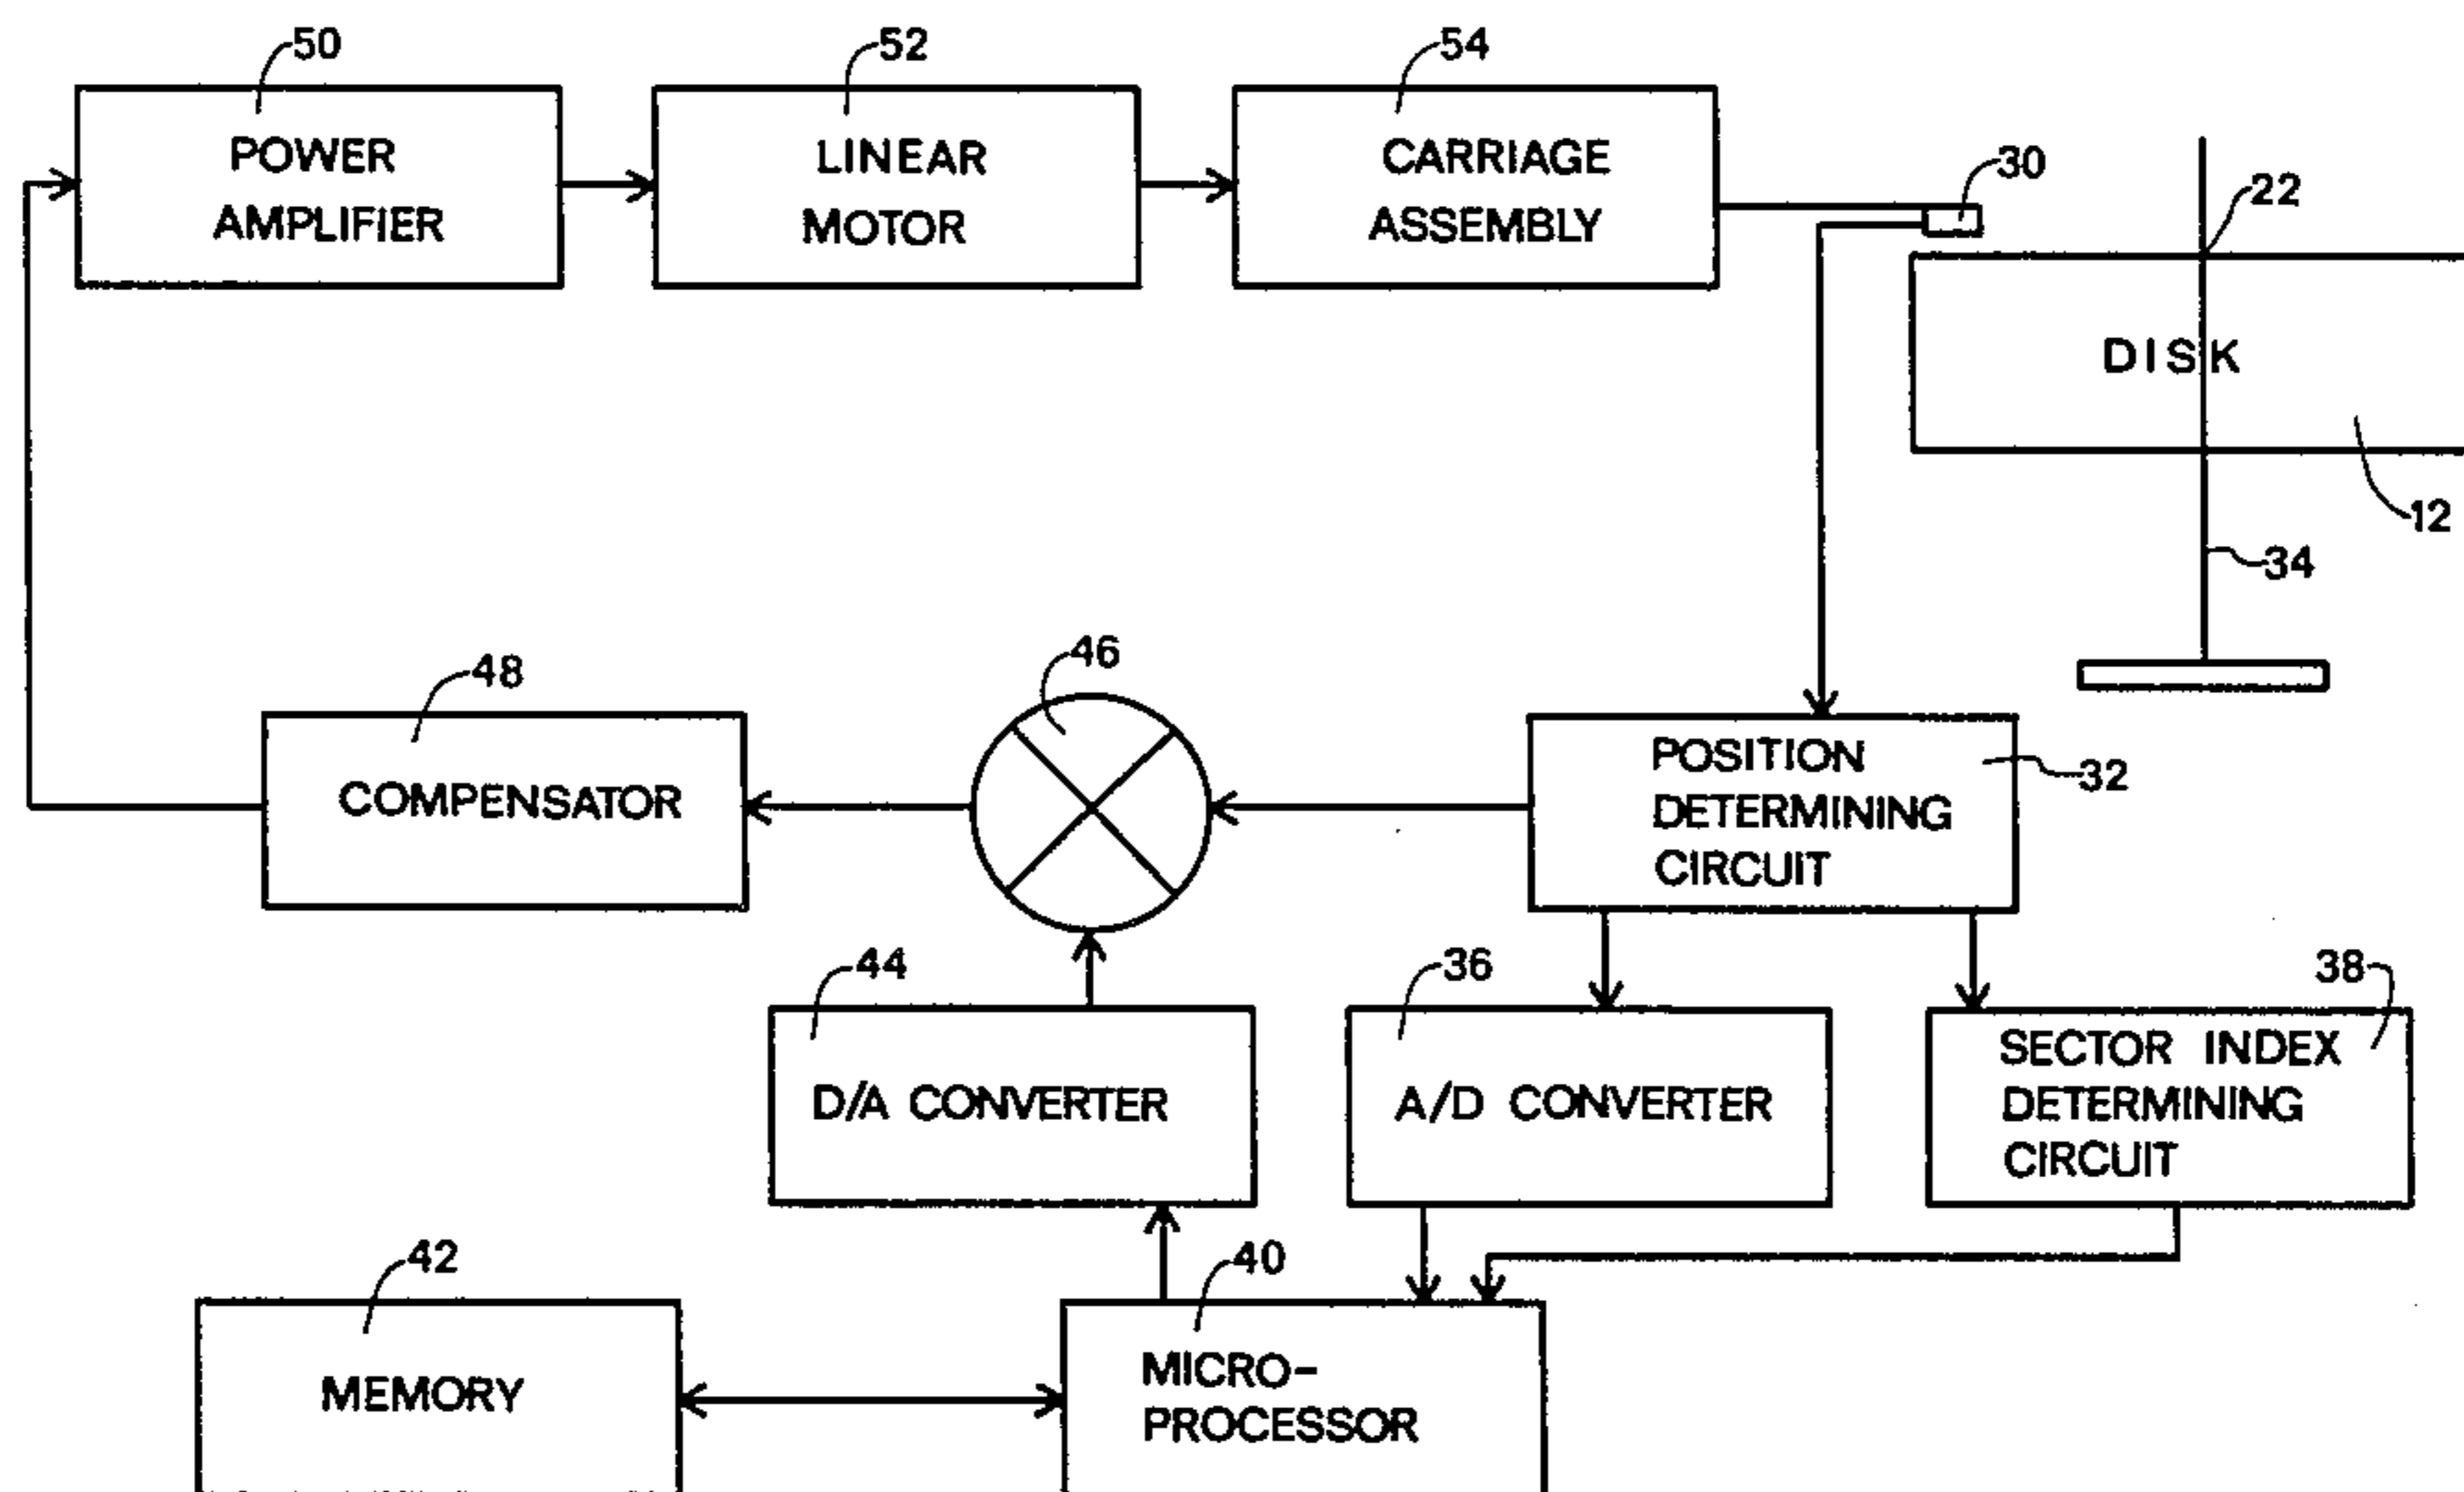 50
52
54
POWER
AMPLIFIER
LINEAR
MOTOR
CARRIAGE
ASSEMBLY
30
22
DISK
12
34
48
46
COMPENSATOR
POSITION
DETERMINING
CIRCUIT
32
44
36
38
D/A CONVERTER
A/D CONVERTER
SECTOR INDEX
DETERMINING
CIRCUIT
42
40
MEMORY
MICRO-
PROCESSOR